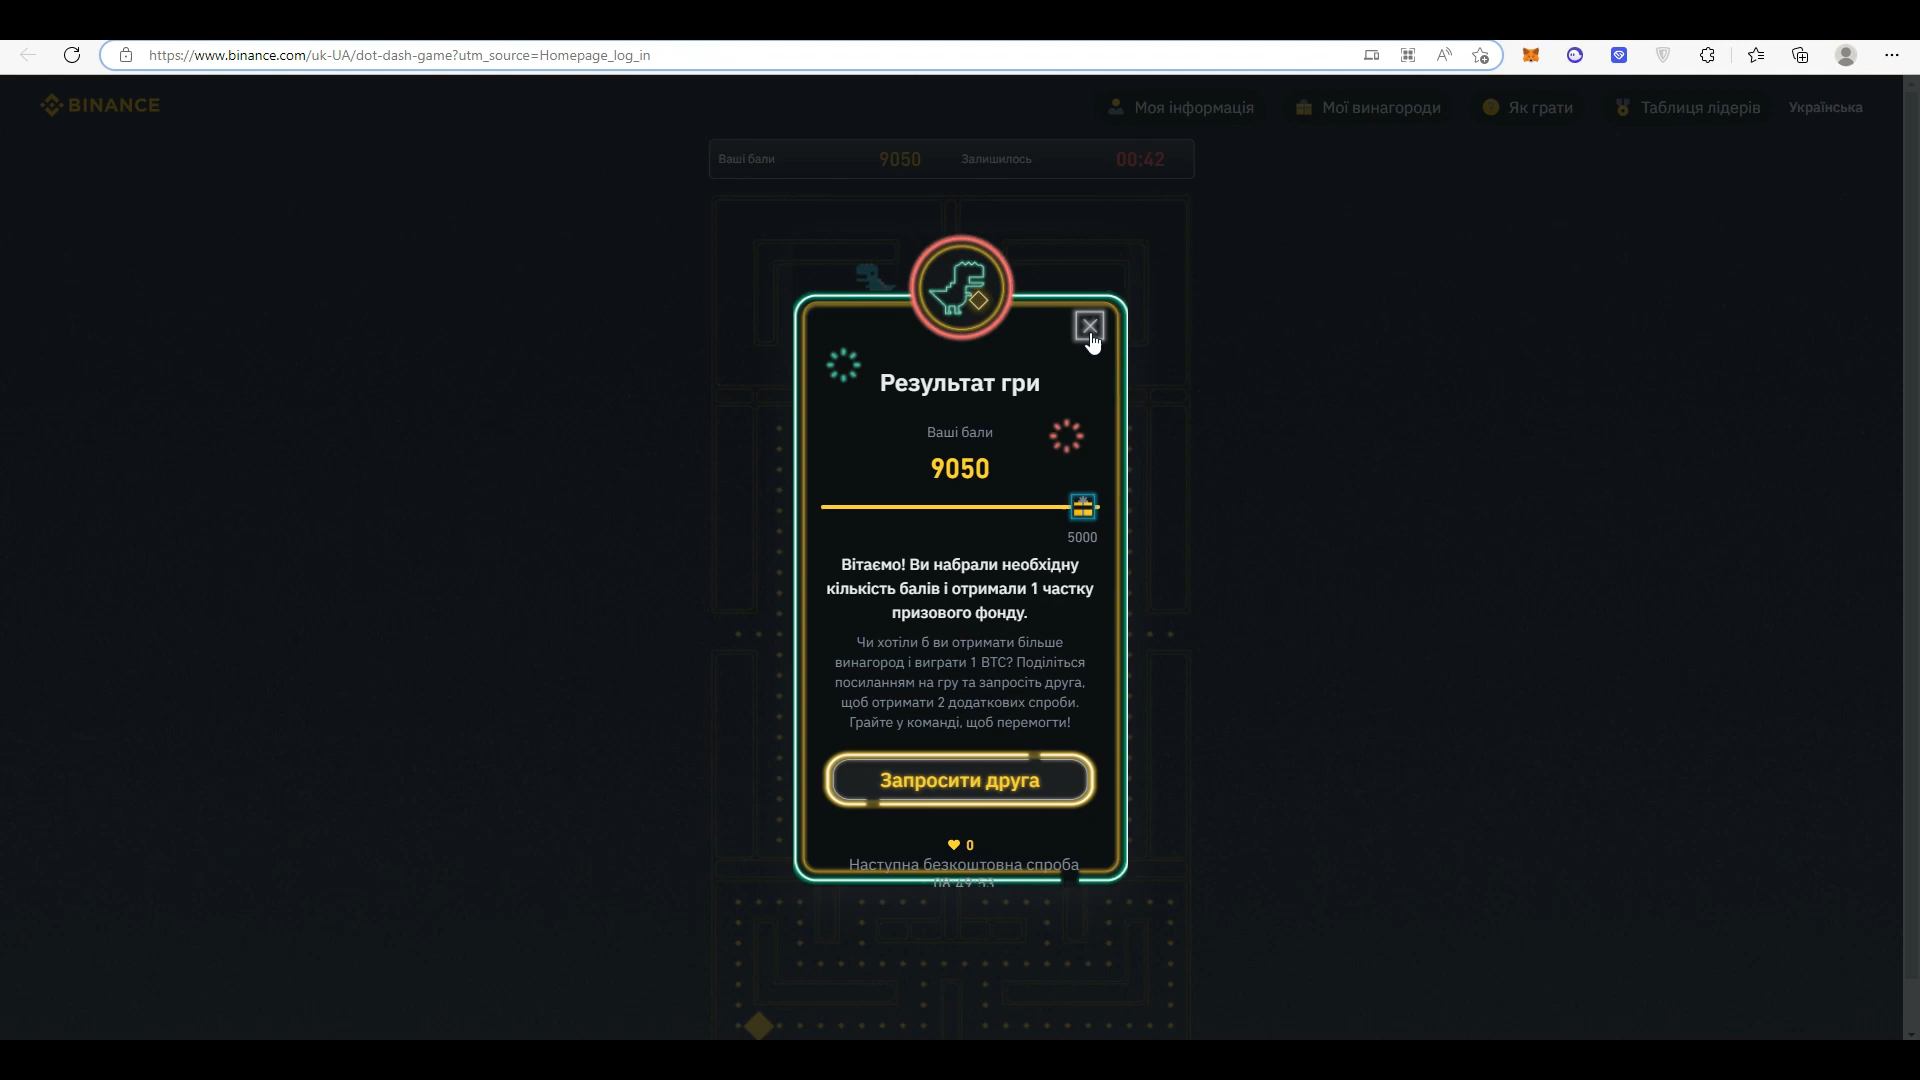 https://www.binance.com/uk-UA/dot-dash-game?utm_source=Homepage_log_in
BINANCE
Моя інформація
Мої винагороди
Як грати
Таблиця лідерів
Українська
Ваші бали
9050
Залишилось
00:42
Результат гри
Ваші бали
9050
5000
Вітаємо! Ви набрали необхідну
кількість балів і отримали 1 частку
призового фонду.
Чи хотіли б ви отримати більше
винагород і виграти 1 BTC? Поділіться
посиланням на гру та запросіть друга,
щоб отримати 2 додаткових спроби.
Грайте у команді, щоб перемогти!
Запросити друга
0
Наступна безкоштовна спроба